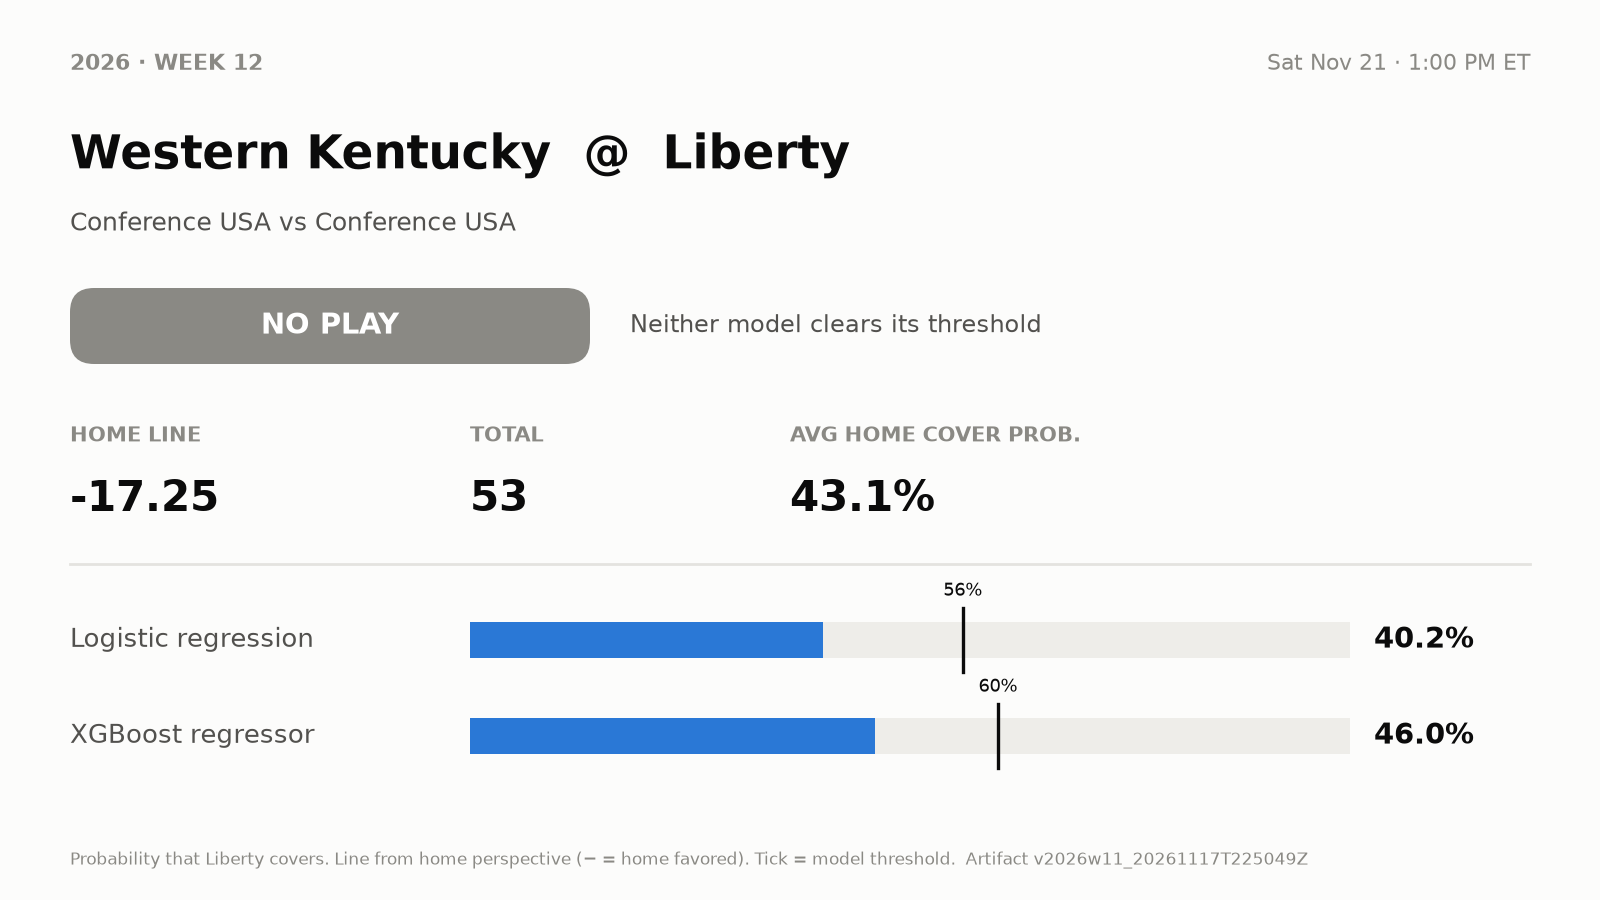 2026 · WEEK 12
Sat Nov 21 · 1:00 PM ET
Western Kentucky @ Liberty
Conference USA vs Conference USA
NO PLAY
Neither model clears its threshold
HOME LINE
TOTAL
AVG HOME COVER PROB.
-17.25
53
43.1%
56%
Logistic regression
40.2%
60%
XGBoost regressor
46.0%
Probability that Liberty covers. Line from home perspective (− = home favored). Tick = model threshold.  Artifact v2026w11_20261117T225049Z